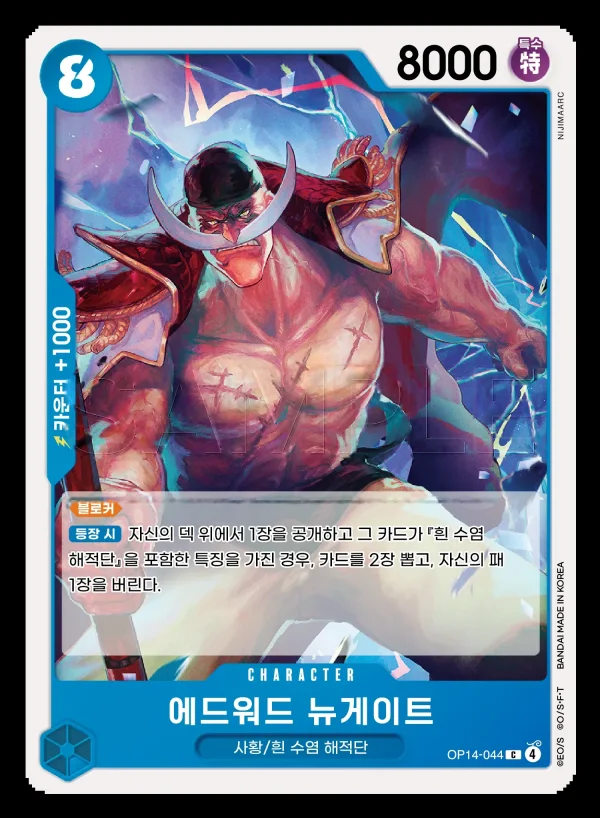 8
8000
특수
特
NIJIMAARC
카운터 +1000
SAMPLE
블로커
등장 시 자신의 덱 위에서 1장을 공개하고 그 카드가 『흰 수염
해적단』을 포함한 특징을 가진 경우, 카드를 2장 뽑고, 자신의 패
1장을 버린다.
CHARACTER
에드워드 뉴게이트
사황/흰 수염 해적단
OP14-044 C 4
©EO/S ©O/S·F·T BANDAI MADE IN KOREA